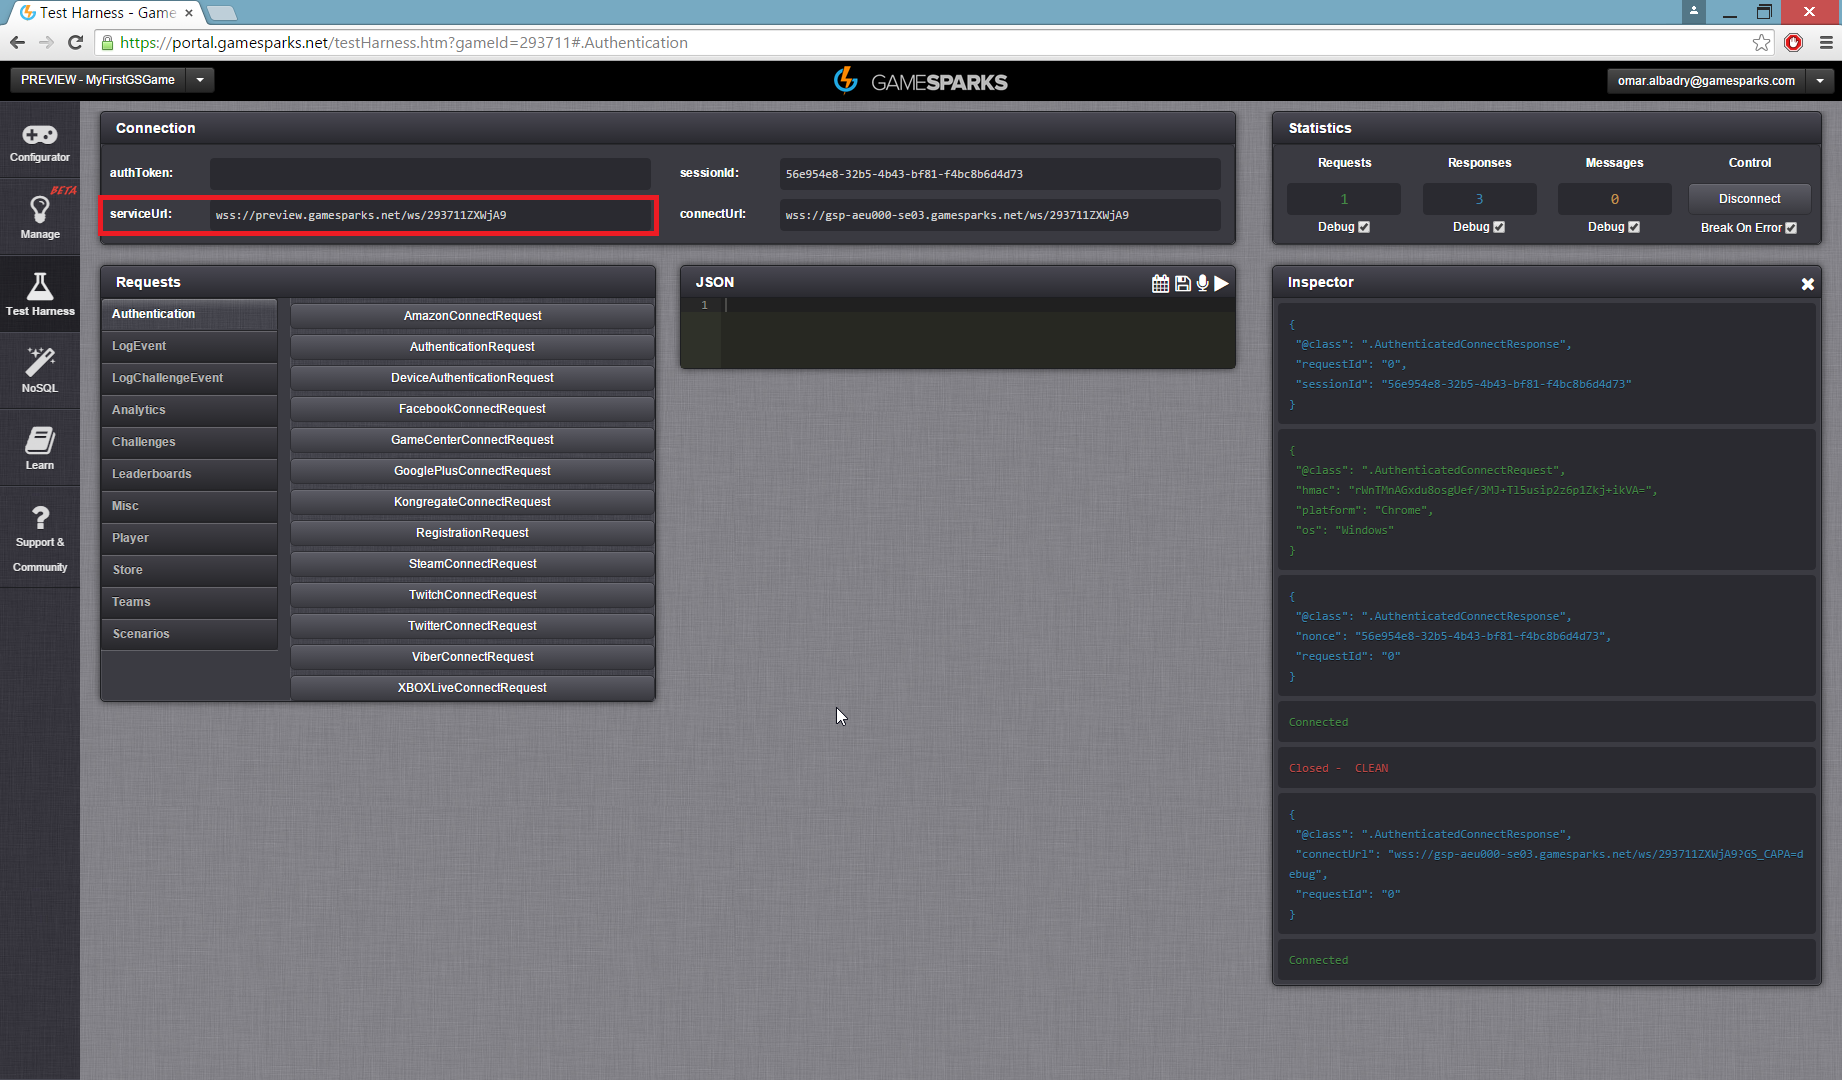 Test Harness - Game
https://portal.gamesparks.net/testHarness.htm?gameId=293711#.Authentication
PREVIEW - MyFirstGSGame
GAMESPARKS
omar.albadry@gamesparks.com
Configurator
BETA
Manage
Test Harness
NoSQL
Learn
Support &
Community
Connection
authToken:
sessionId:
56e954e8-32b5-4b43-bf81-f4bc8b6d4d73
serviceUrl:
wss://preview.gamesparks.net/ws/293711ZXWjA9
connectUrl:
wss://gsp-aeu000-se03.gamesparks.net/ws/293711ZXWjA9
Statistics
Requests
Responses
Messages
Control
1
3
0
Disconnect
Debug
Debug
Debug
Break On Error
Requests
Authentication
LogEvent
LogChallengeEvent
Analytics
Challenges
Leaderboards
Misc
Player
Store
Teams
Scenarios
AmazonConnectRequest
AuthenticationRequest
DeviceAuthenticationRequest
FacebookConnectRequest
GameCenterConnectRequest
GooglePlusConnectRequest
KongregateConnectRequest
RegistrationRequest
SteamConnectRequest
TwitchConnectRequest
TwitterConnectRequest
ViberConnectRequest
XBOXLiveConnectRequest
JSON
1
Inspector
{
"@class": ".AuthenticatedConnectResponse",
"requestId": "0",
"sessionId": "56e954e8-32b5-4b43-bf81-f4bc8b6d4d73"
}
{
"@class": ".AuthenticatedConnectRequest",
"hmac": "rWnTMnAGxdu8osgUef/3MJ+Tl5usip2z6p1Zkj+ikVA=",
"platform": "Chrome",
"os": "Windows"
}
{
"@class": ".AuthenticatedConnectResponse",
"nonce": "56e954e8-32b5-4b43-bf81-f4bc8b6d4d73",
"requestId": "0"
}
Connected
Closed - CLEAN
{
"@class": ".AuthenticatedConnectResponse",
"connectUrl": "wss://gsp-aeu000-se03.gamesparks.net/ws/293711ZXWjA9?GS_CAPA=d
ebug",
"requestId": "0"
}
Connected